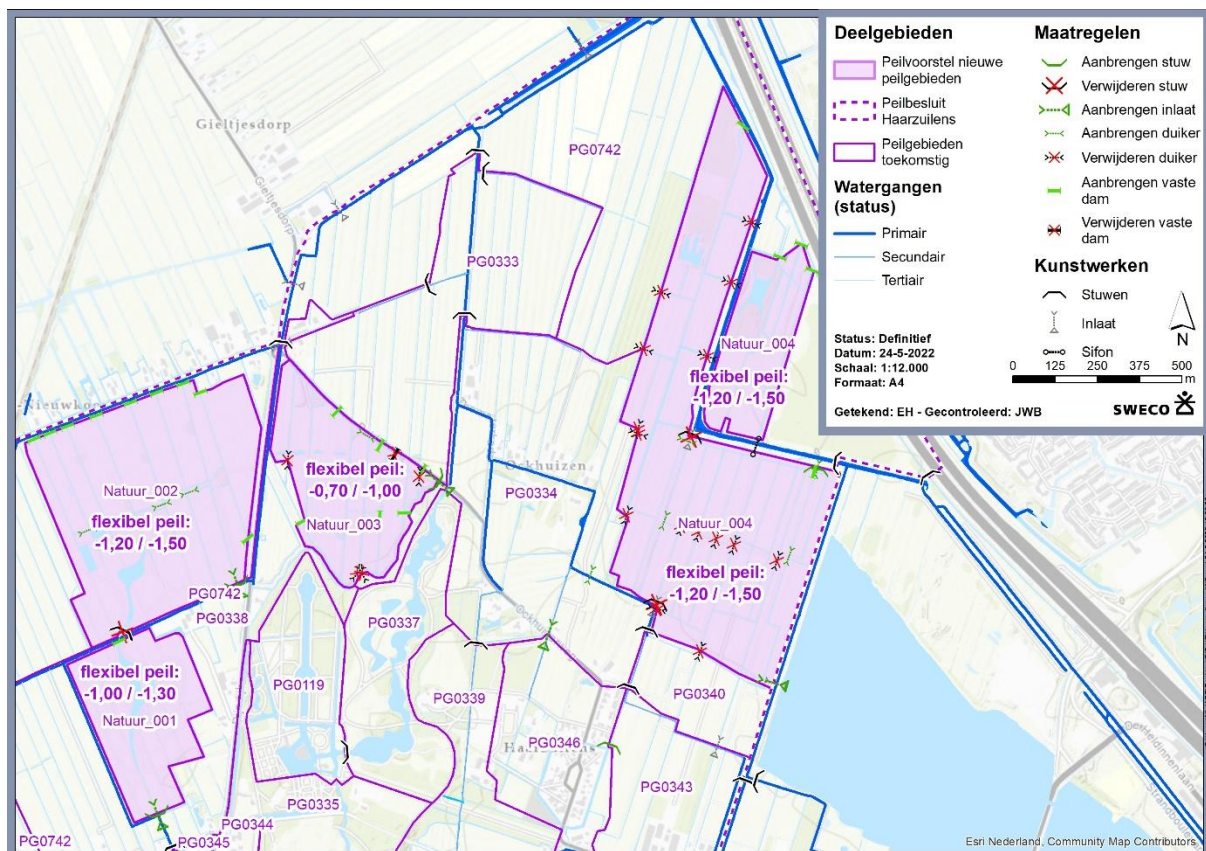 Deelgebieden
Peilvoorstel nieuwe
peilgebieden
Peilbesluit
Haarzuilens
Peilgebieden
toekomstig
Watergangen
(status)
Primair
Secundair
Tertiair
Status: Definitief
Datum: 24-5-2022
Schaal: 1:12.000
Formaat: A4
Getekend: EH - Gecontroleerd: JWB
Maatregelen
Aanbrengen stuw
Verwijderen stuw
Aanbrengen inlaat
Aanbrengen duiker
Verwijderen duiker
Aanbrengen vaste
dam
Verwijderen vaste
dam
Kunstwerken
Stuwen
Inlaat
Sifon
N
0 125 250 375 500
m
SWECO
Gieltjesdorp
Gieltjesdorp
PG0742
PG0333
Natuur_004
flexibel peil:
-1,20 / -1,50
Ockhuizen
PG0334
flexibel peil:
-0,70 / -1,00
Natuur_003
Natuur_002
flexibel peil:
-1,20 / -1,50
Natuur_004
flexibel peil:
-1,20 / -1,50
PG0742
PG0338
PG0337
flexibel peil:
-1,00 / -1,30
Natuur_001
PG0119
PG0339
PG0340
PG0346
PG0343
PG0335
PG0344
PG0345
PG0742
Esri Nederland, Community Map Contributors